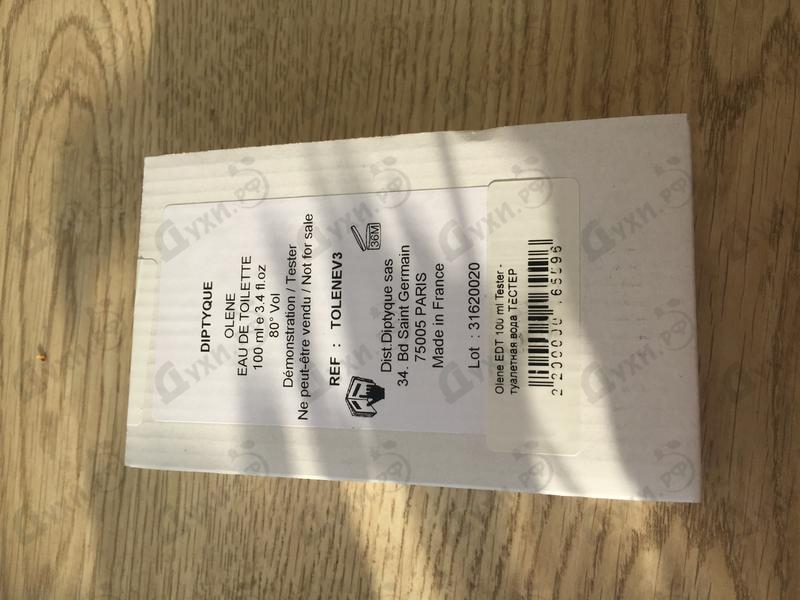 DIPTYQUE
OLENE
EAU DE TOILETTE
100 ml e 3.4 fl.oz
80° Vol
Démonstration / Tester
Ne peut-être vendu / Not for sale
REF : TOLENEV3
36M
Dist.Diptyque sas
34. Bd Saint Germain
75005 PARIS
Made in France
Lot : 31620020
Olene EDT 100 ml Tester -
туалетная вода ТЕСТЕР
Духи.рф